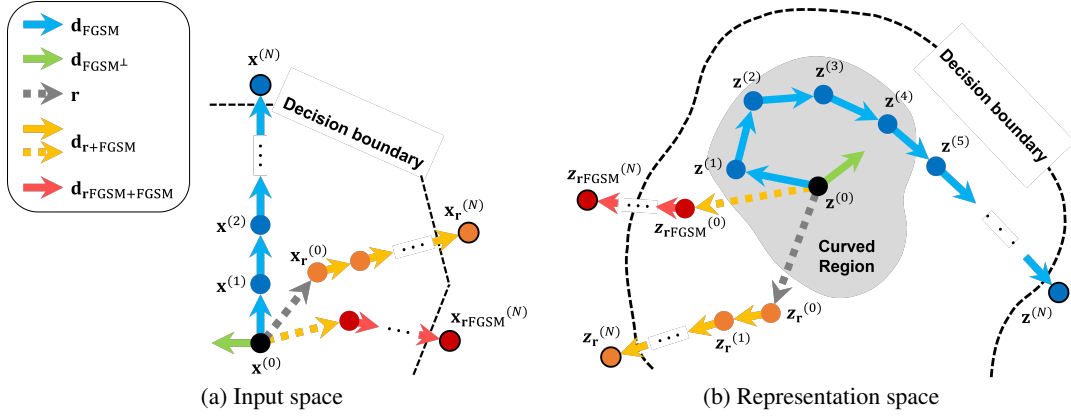 d_FGSM
d_FGSM⊥
r
d_r+FGSM
d_rFGSM+FGSM
x^(N)
Decision boundary
x^(2)
x^(1)
x^(0)
x_r^(0)
x_r^(N)
x_rFGSM^(N)
(a) Input space
z^(3)
z^(2)
z^(4)
z^(1)
z^(5)
Decision boundary
z_rFGSM^(N)
z_rFGSM^(0)
z^(0)
Curved
Region
z_r^(0)
z_r^(1)
z_r^(N)
z^(N)
(b) Representation space